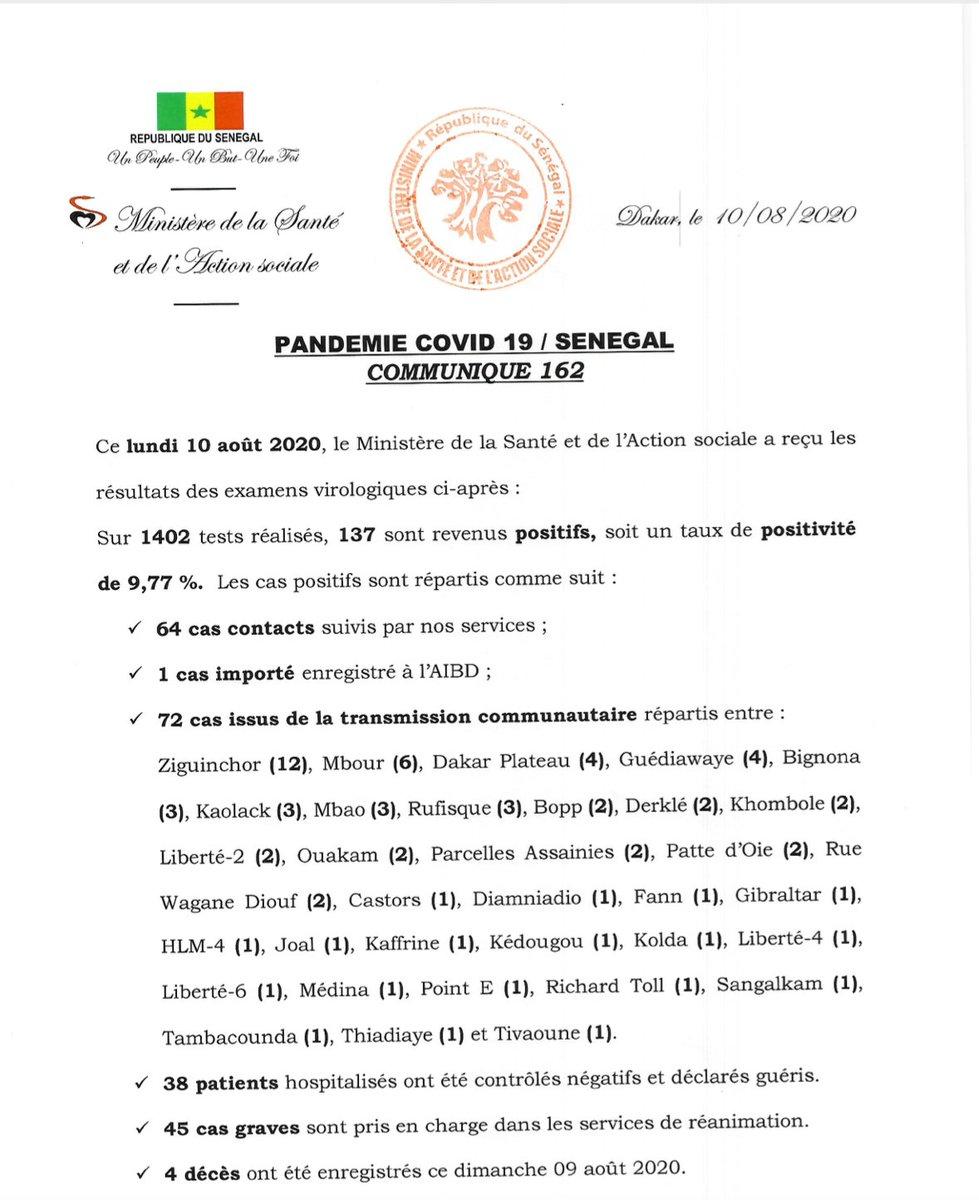 REPUBLIQUE DU SENEGAL
Un Peuple-Un But-Une Foi
Ministère de la Santé
et de l'Action sociale
★ République du Sénégal ★
MINISTÈRE DE LA SANTÉ ET DE L'ACTION SOCIALE
Dakar, le 10/08/2020
PANDEMIE COVID 19 / SENEGAL
COMMUNIQUE 162
Ce lundi 10 août 2020, le Ministère de la Santé et de l'Action sociale a reçu les
résultats des examens virologiques ci-après :
Sur 1402 tests réalisés, 137 sont revenus positifs, soit un taux de positivité
de 9,77 %. Les cas positifs sont répartis comme suit :
✓ 64 cas contacts suivis par nos services ;
✓ 1 cas importé enregistré à l'AIBD ;
✓ 72 cas issus de la transmission communautaire répartis entre :
Ziguinchor (12), Mbour (6), Dakar Plateau (4), Guédiawaye (4), Bignona
(3), Kaolack (3), Mbao (3), Rufisque (3), Bopp (2), Derklé (2), Khombole (2),
Liberté-2 (2), Ouakam (2), Parcelles Assainies (2), Patte d'Oie (2), Rue
Wagane Diouf (2), Castors (1), Diamniadio (1), Fann (1), Gibraltar (1),
HLM-4 (1), Joal (1), Kaffrine (1), Kédougou (1), Kolda (1), Liberté-4 (1),
Liberté-6 (1), Médina (1), Point E (1), Richard Toll (1), Sangalkam (1),
Tambacounda (1), Thiadiaye (1) et Tivaoune (1).
✓ 38 patients hospitalisés ont été contrôlés négatifs et déclarés guéris.
✓ 45 cas graves sont pris en charge dans les services de réanimation.
✓ 4 décès ont été enregistrés ce dimanche 09 août 2020.